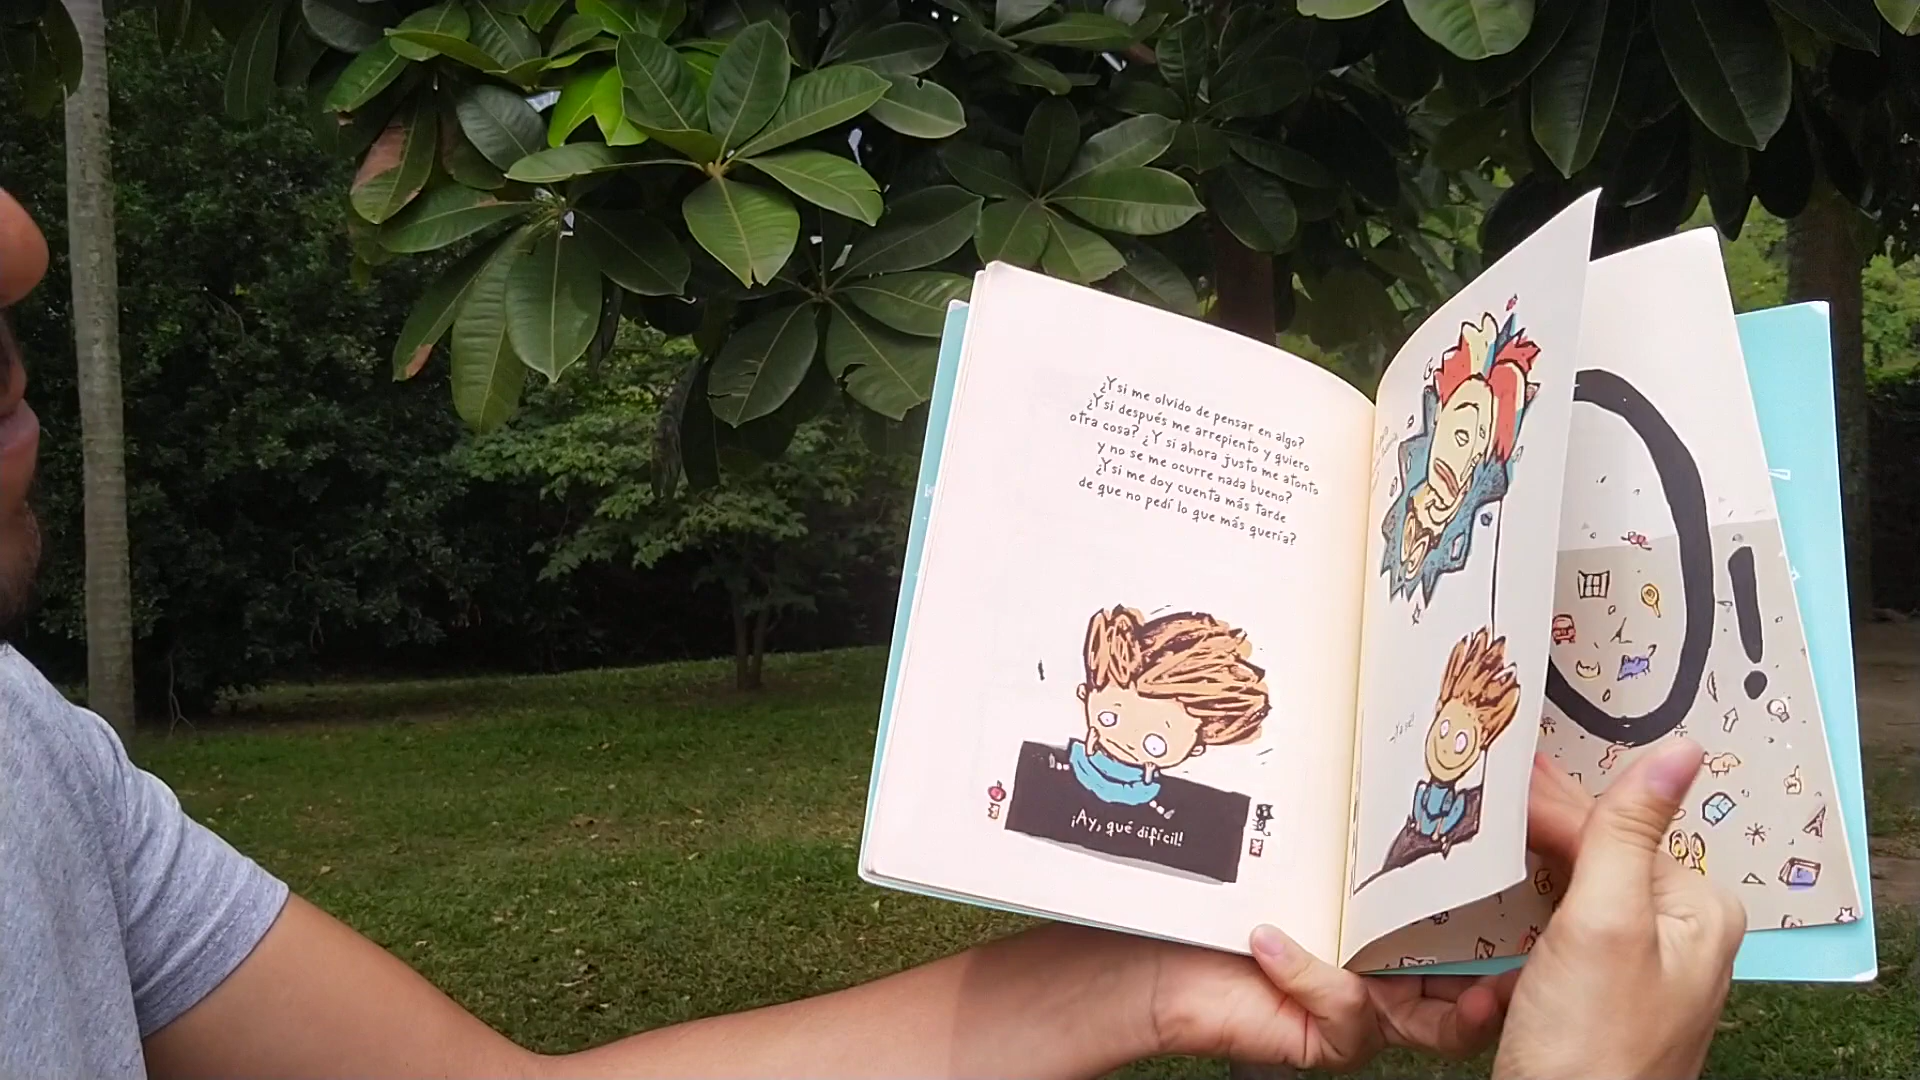 ¿Y si me olvido de pensar en algo?
¿Y si después me arrepiento y quiero
otra cosa? ¿Y si ahora justo me atonto
y no se me ocurre nada bueno?
¿Y si me doy cuenta más tarde
de que no pedí lo que más quería?
¡Ay, qué difícil!
–¡Ya sé!